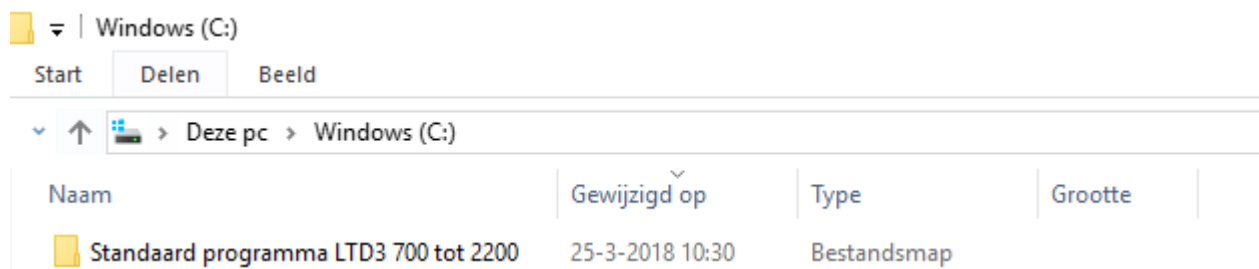 Windows (C:)
Start Delen Beeld
Deze pc > Windows (C:)
Naam Gewijzigd op Type Grootte
Standaard programma LTD3 700 tot 2200 25-3-2018 10:30 Bestandsmap